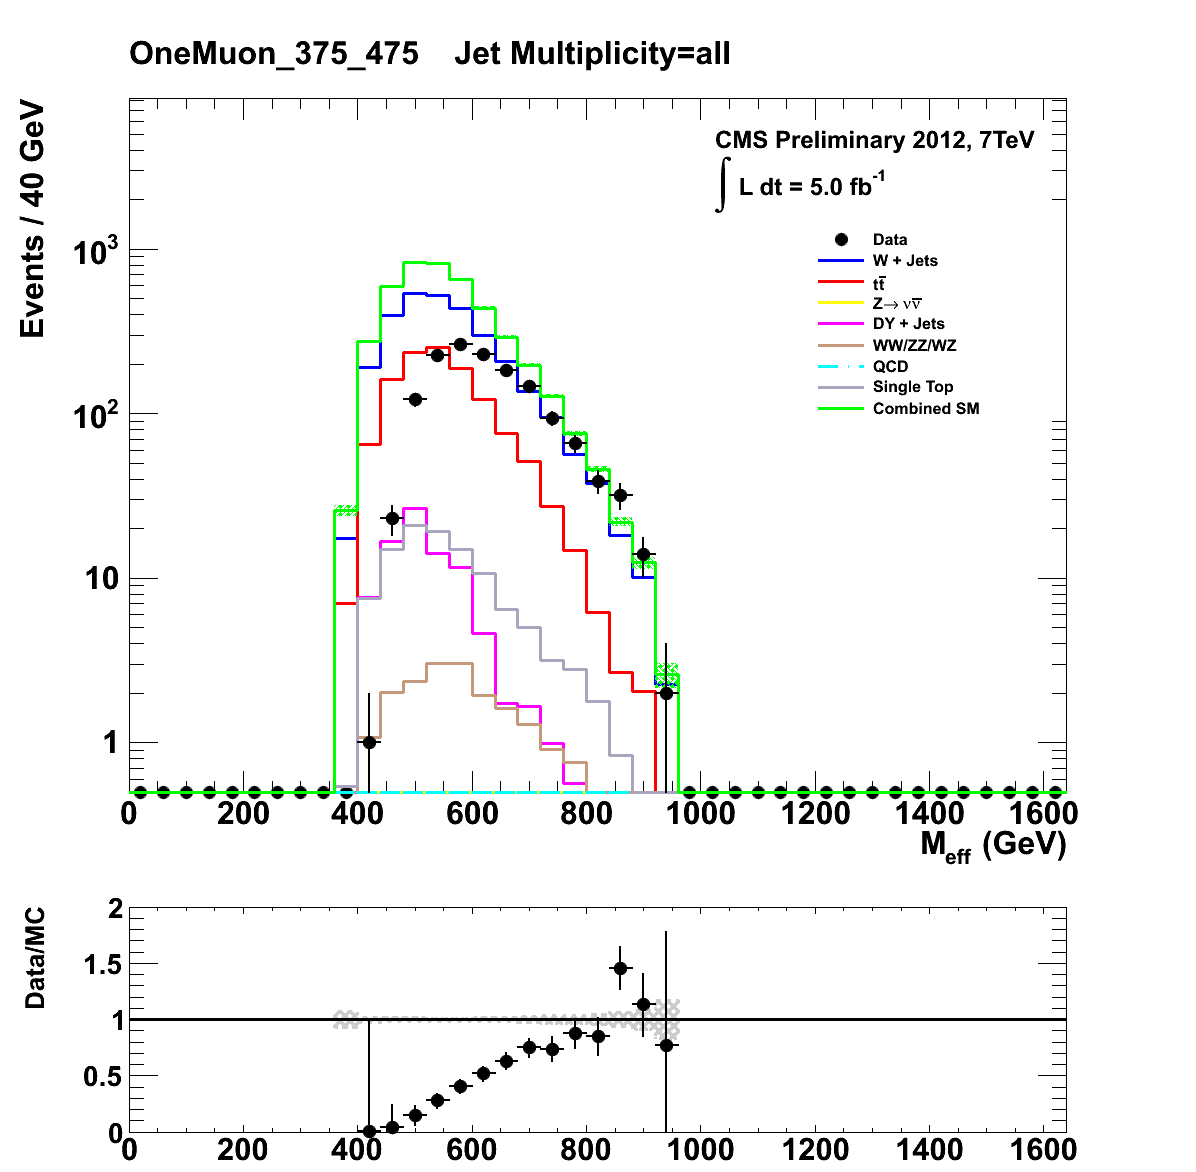 OneMuon_375_475    Jet Multiplicity=all
Events / 40 GeV
CMS Preliminary 2012, 7TeV
∫ L dt = 5.0 fb⁻¹
Data
W + Jets
tt̅
Z→ νν̅
DY + Jets
WW/ZZ/WZ
QCD
Single Top
Combined SM
10³
10²
10
1
0 200 400 600 800 1000 1200 1400 1600
M_eff (GeV)
Data/MC
2
1.5
1
0.5
0
0 200 400 600 800 1000 1200 1400 1600